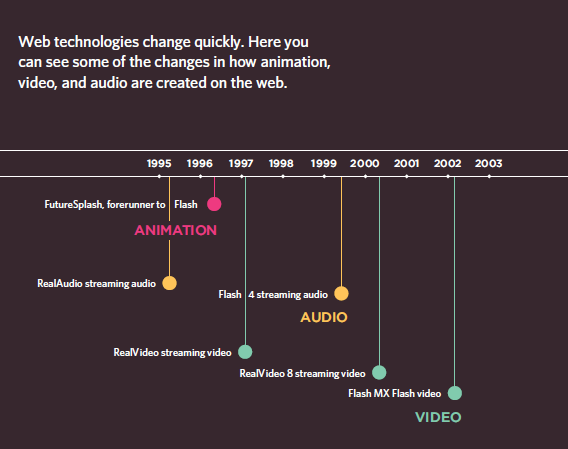 Web technologies change quickly. Here you
can see some of the changes in how animation,
video, and audio are created on the web.
1995 1996 1997 1998 1999 2000 2001 2002 2003
FutureSplash, forerunner to Flash
ANIMATION
RealAudio streaming audio
Flash 4 streaming audio
AUDIO
RealVideo streaming video
RealVideo 8 streaming video
Flash MX Flash video
VIDEO